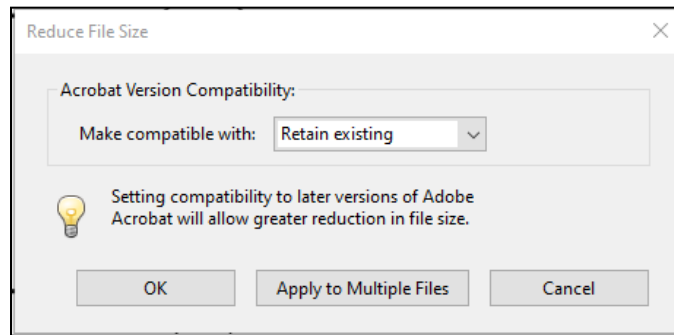 Reduce File Size
Acrobat Version Compatibility:
Make compatible with: Retain existing
Setting compatibility to later versions of Adobe
Acrobat will allow greater reduction in file size.
OK Apply to Multiple Files Cancel